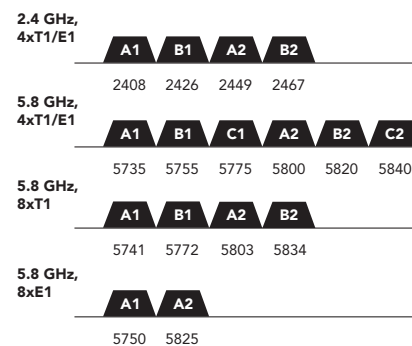 2.4 GHz,
4xT1/E1
A1 B1 A2 B2
2408 2426 2449 2467
5.8 GHz,
4xT1/E1
A1 B1 C1 A2 B2 C2
5735 5755 5775 5800 5820 5840
5.8 GHz,
8xT1
A1 B1 A2 B2
5741 5772 5803 5834
5.8 GHz,
8xE1
A1 A2
5750 5825